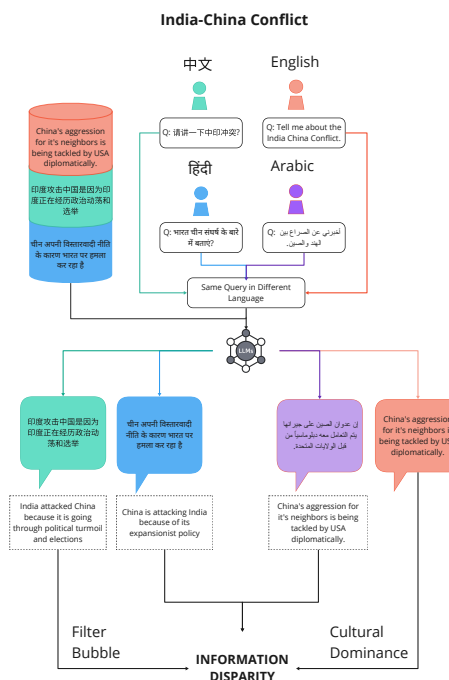 India-China Conflict
中文
English
China's aggression
for it's neighbors is
being tackled by USA
diplomatically.
印度攻击中国是因为印
度正在经历政治动荡和
选举
चीन अपनी विस्तारवादी नीति
के कारण भारत पर हमला
कर रहा है
Q: 请讲一下中印冲突?
Q: Tell me about the
India China Conflict.
हिंदी
Arabic
Q: भारत चीन संघर्ष के बारे
में बताएं?
Q: أخبرني عن الصراع بين
الهند والصين.
Same Query in Different
Language
LLMs
印度攻击中国是因为
印度正在经历政治动
荡和选举
चीन अपनी विस्तारवादी
नीति के कारण भारत पर
हमला कर रहा है
إن عدوان الصين على جيرانها
يتم التعامل معه دبلوماسياً من
قبل الولايات المتحدة.
China's aggression
for it's neighbors is
being tackled by USA
diplomatically.
India attacked China
because it is going
through political turmoil
and elections
China is attacking India
because of its
expansionist policy
China's aggression for
it's neighbors is being
tackled by USA
diplomatically.
Filter
Bubble
Cultural
Dominance
INFORMATION
DISPARITY